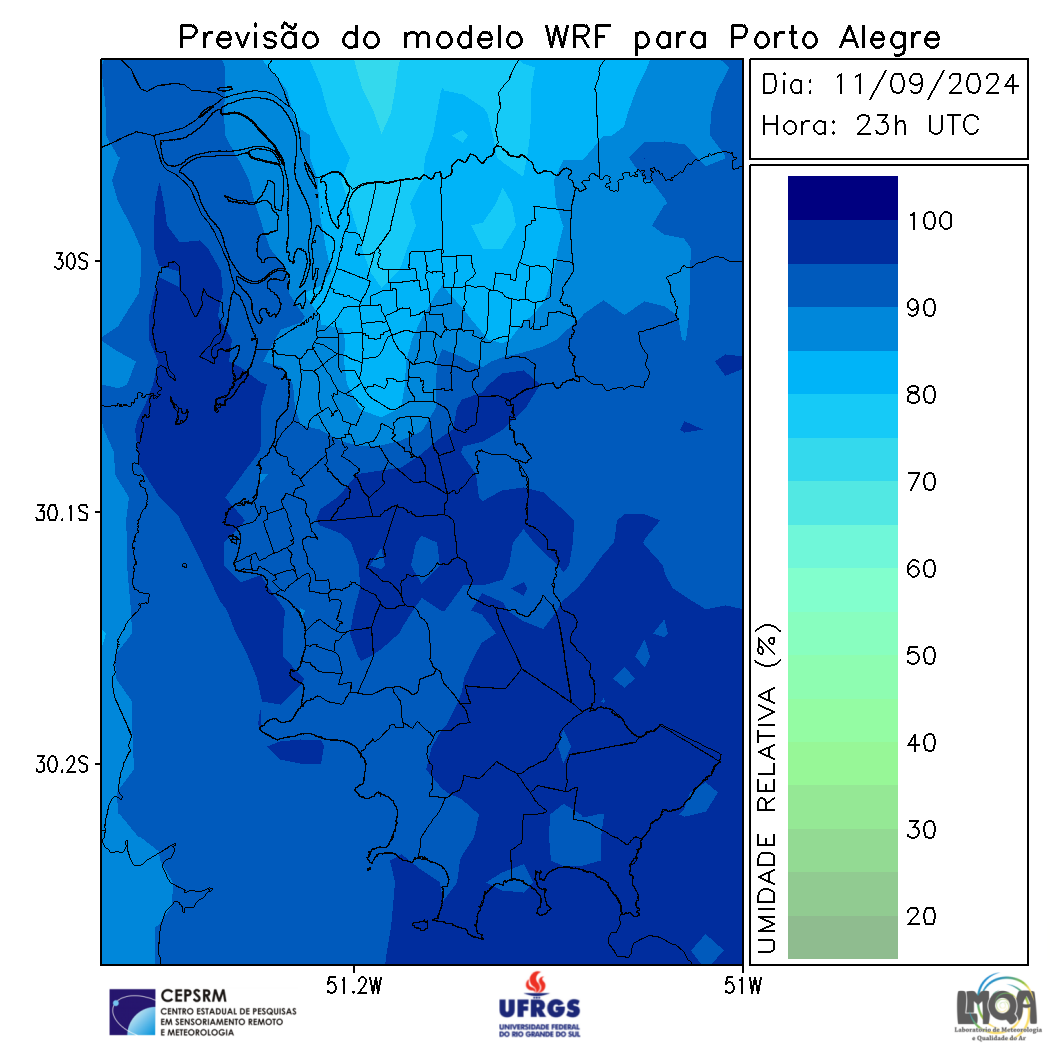 Previsão do modelo WRF para Porto Alegre
Dia: 11/09/2024
Hora: 23h UTC
30S
30.1S
30.2S
51.2W
51W
UMIDADE RELATIVA (%)
100
90
80
70
60
50
40
30
20
CEPSRM
CENTRO ESTADUAL DE PESQUISAS
EM SENSORIAMENTO REMOTO
E METEOROLOGIA
UFRGS
UNIVERSIDADE FEDERAL
DO RIO GRANDE DO SUL
LMQA
Laboratório de Meteorologia
e Qualidade do Ar